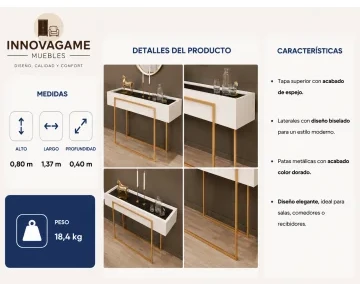 INNOVAGAME
MUEBLES
DISEÑO, CALIDAD Y CONFORT
MEDIDAS
ALTO
LARGO
PROFUNDIDAD
0,80 m
1,37 m
0,40 m
PESO
18,4 kg
DETALLES DEL PRODUCTO
CARACTERÍSTICAS
• Tapa superior con acabado
de espejo.
• Laterales con diseño biselado
para un estilo moderno.
• Patas metálicas con acabado
color dorado.
• Diseño elegante, ideal para
salas, comedores o
recibidores.